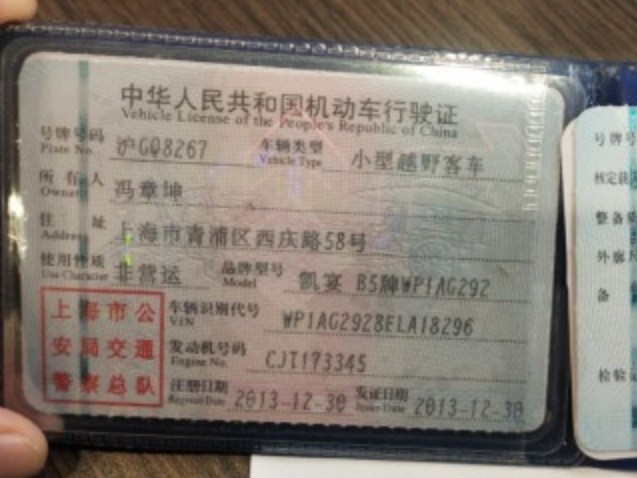 中华人民共和国机动车行驶证
Vehicle License of the People's Republic of China
号牌号码 沪GQ8267 车辆类型 小型越野客车
Plate No. Vehicle Type
所有人 冯章坤
Owner
住址 上海市青浦区西庆路58号
Address
使用性质 非营运 品牌型号 凯宴 BS牌WP1AG292
Use Character Model
上海市公
安局交通
警察总队
车辆识别代号 WP1AG2928ELA18296
VIN
发动机号码 CJT173345
Engine No.
注册日期 2013-12-30 发证日期 2013-12-30
Register Date Issue Date
号牌号
整备
外廓
备
检验